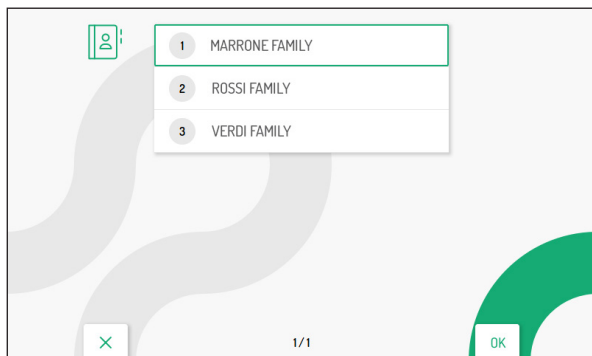 1 MARRONE FAMILY
2 ROSSI FAMILY
3 VERDI FAMILY
1/1
OK